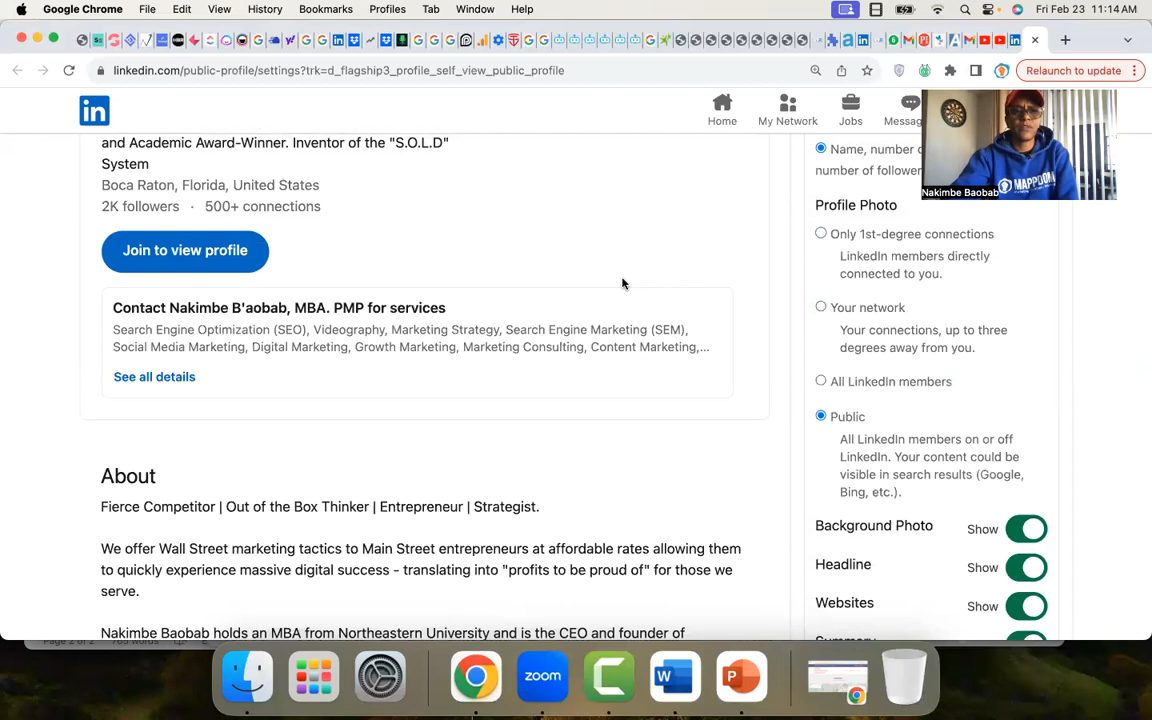 Google Chrome File Edit View History Bookmarks Profiles Tab Window Help Fri Feb 23 11:14 AM
linkedin.com/public-profile/settings?trk=d_flagship3_profile_self_view_public_profile
Relaunch to update
in
Home My Network Jobs Messag
and Academic Award-Winner. Inventor of the "S.O.L.D"
System
Boca Raton, Florida, United States
2K followers · 500+ connections
Join to view profile
Contact Nakimbe B'aobab, MBA. PMP for services
Search Engine Optimization (SEO), Videography, Marketing Strategy, Search Engine Marketing (SEM),
Social Media Marketing, Digital Marketing, Growth Marketing, Marketing Consulting, Content Marketing,...
See all details
About
Fierce Competitor | Out of the Box Thinker | Entrepreneur | Strategist.
We offer Wall Street marketing tactics to Main Street entrepreneurs at affordable rates allowing them
to quickly experience massive digital success - translating into "profits to be proud of" for those we
serve.
Nakimbe Baobab holds an MBA from Northeastern University and is the CEO and founder of
Name, number
number of followe
Nakimbe Baobab
Profile Photo
Only 1st-degree connections
LinkedIn members directly
connected to you.
Your network
Your connections, up to three
degrees away from you.
All LinkedIn members
Public
All LinkedIn members on or off
LinkedIn. Your content could be
visible in search results (Google,
Bing, etc.).
Background Photo Show
Headline Show
Websites Show
Summary
zoom
W
P